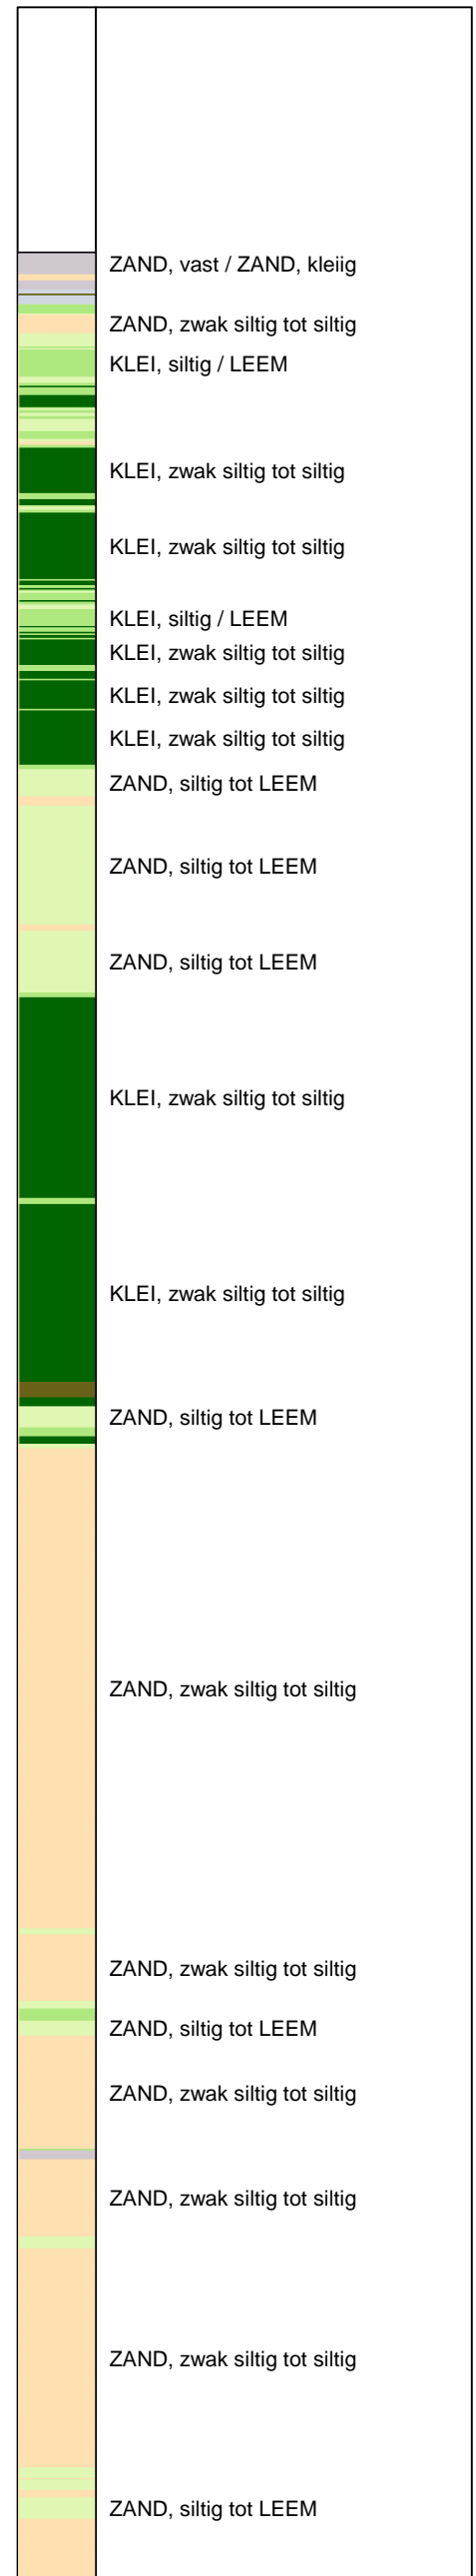 ZAND, vast / ZAND, kleiig
ZAND, zwak siltig tot siltig
KLEI, siltig / LEEM
KLEI, zwak siltig tot siltig
KLEI, zwak siltig tot siltig
KLEI, siltig / LEEM
KLEI, zwak siltig tot siltig
KLEI, zwak siltig tot siltig
KLEI, zwak siltig tot siltig
ZAND, siltig tot LEEM
ZAND, siltig tot LEEM
ZAND, siltig tot LEEM
KLEI, zwak siltig tot siltig
KLEI, zwak siltig tot siltig
ZAND, siltig tot LEEM
ZAND, zwak siltig tot siltig
ZAND, zwak siltig tot siltig
ZAND, siltig tot LEEM
ZAND, zwak siltig tot siltig
ZAND, zwak siltig tot siltig
ZAND, zwak siltig tot siltig
ZAND, siltig tot LEEM